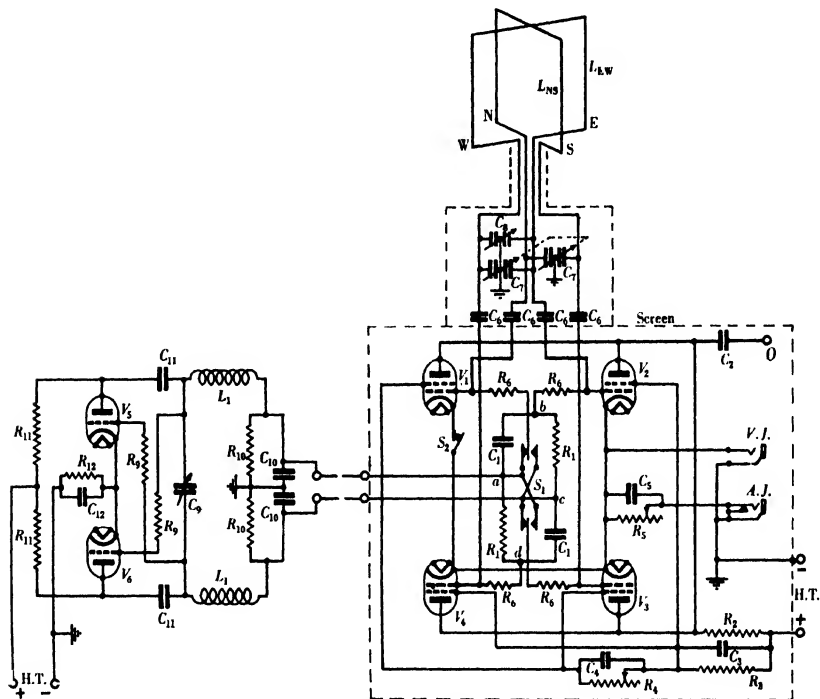 L_EW
L_NS
N
E
W
S
C_8
C_7
C_7
C_6
C_6
C_6
C_6
Screen
C_2
O
C_11
L_1
V_1
R_6
R_6
V_2
V_5
S_2
b
R_11
R_9
R_10
C_10
C_1
R_1
V.J.
R_12
a
S_1
C_5
A.J.
C_12
C_9
c
R_9
R_10
C_10
R_5
R_11
R_1
C_1
V_6
L_1
d
V_4
R_6
R_6
V_3
−
H.T.
+
C_11
R_2
C_3
C_4
R_4
R_3
H.T.
+ −